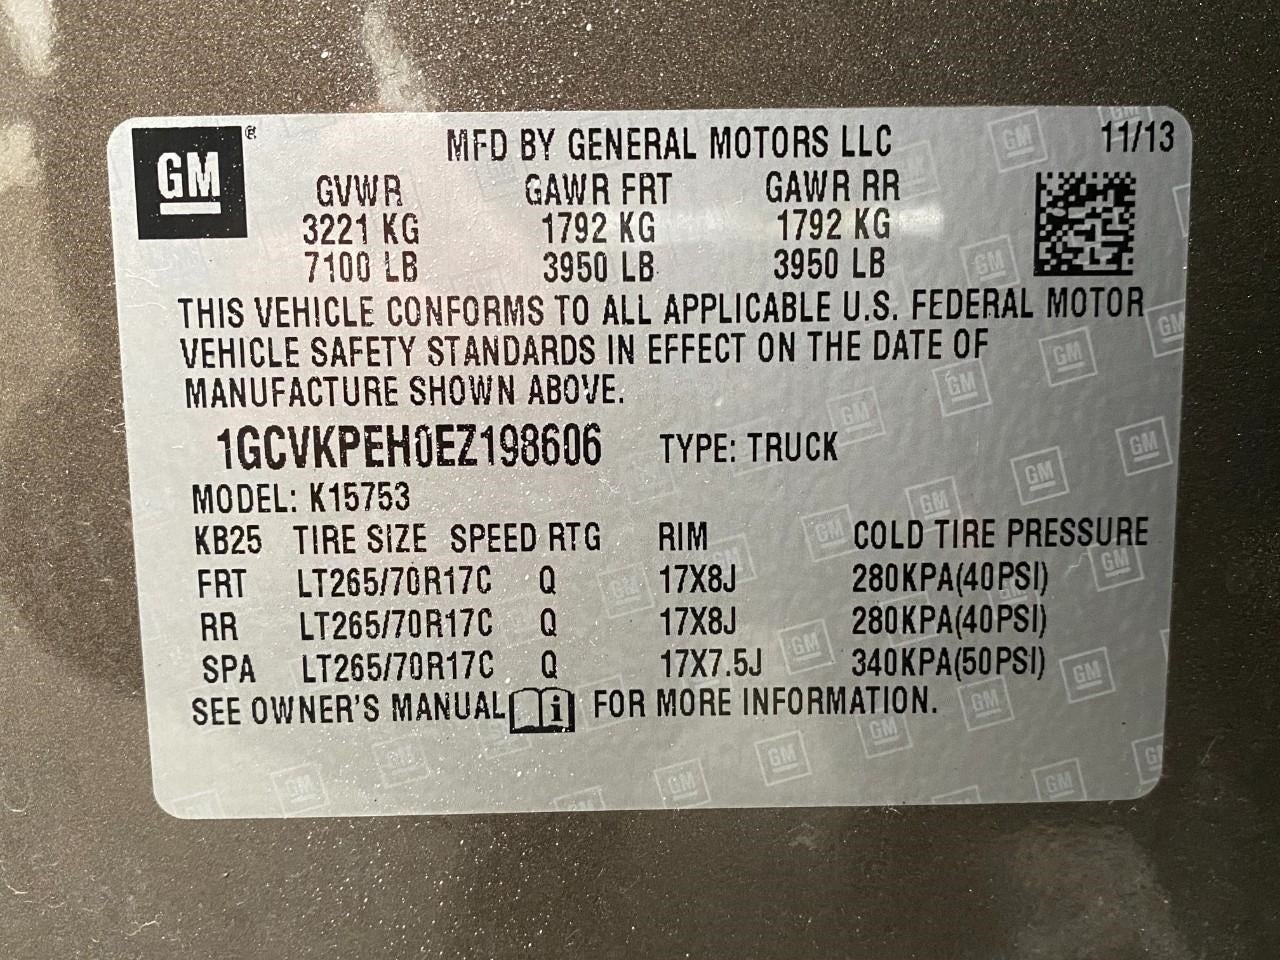 GM ® MFD BY GENERAL MOTORS LLC 11/13
GVWR GAWR FRT GAWR RR
3221 KG 1792 KG 1792 KG
7100 LB 3950 LB 3950 LB
THIS VEHICLE CONFORMS TO ALL APPLICABLE U.S. FEDERAL MOTOR
VEHICLE SAFETY STANDARDS IN EFFECT ON THE DATE OF
MANUFACTURE SHOWN ABOVE.
1GCVKPEH0EZ198606 TYPE: TRUCK
MODEL: K15753
KB25 TIRE SIZE SPEED RTG RIM COLD TIRE PRESSURE
FRT LT265/70R17C Q 17X8J 280KPA(40PSI)
RR LT265/70R17C Q 17X8J 280KPA(40PSI)
SPA LT265/70R17C Q 17X7.5J 340KPA(50PSI)
SEE OWNER'S MANUAL i FOR MORE INFORMATION.